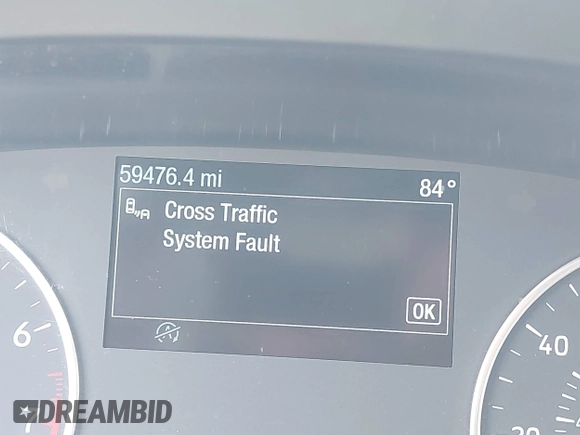 59476.4 mi 84°
Cross Traffic
System Fault
OK
A
6
40
DREAMBID